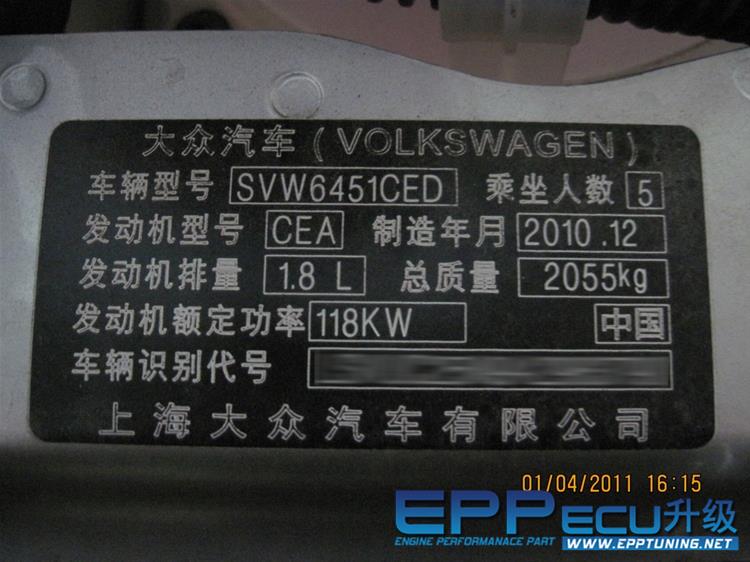 大众汽车(VOLKSWAGEN)
车辆型号 SVW6451CED 乘坐人数 5
发动机型号 CEA 制造年月 2010.12
发动机排量 1.8 L 总质量 2055kg
发动机额定功率 118KW 中国
车辆识别代号
上海大众汽车有限公司
01/04/2011 16:15
EPPECU升级
ENGINE PERFORMANACE PART WWW.EPPTUNING.NET